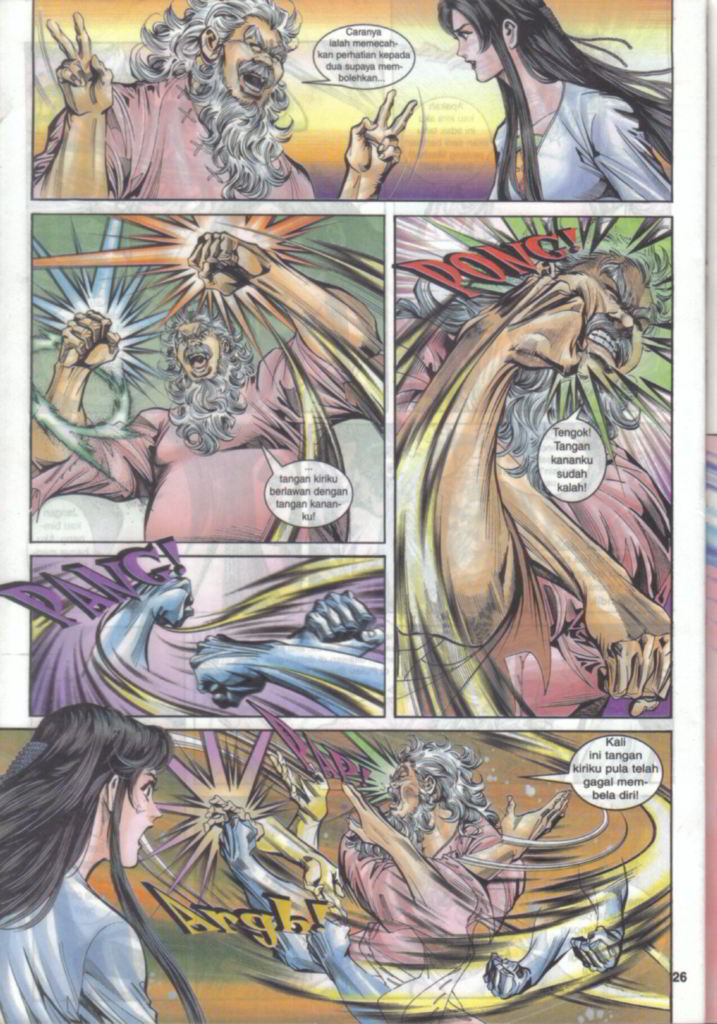 Caranya
ialah memecah-
kan perhatian kepada
dua supaya mem-
bolehkan...
...
tangan kiriku
berlawan dengan
tangan kanan-
ku!
PONG!
Tengok!
Tangan
kananku
sudah
kalah!
PANG!
PAP!
Kali
ini tangan
kiriku pula telah
gagal mem-
bela diri!
Argh!
26